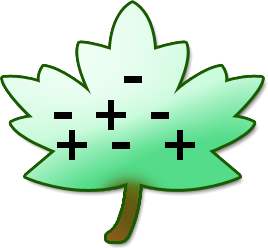 -
- + -
+ - +